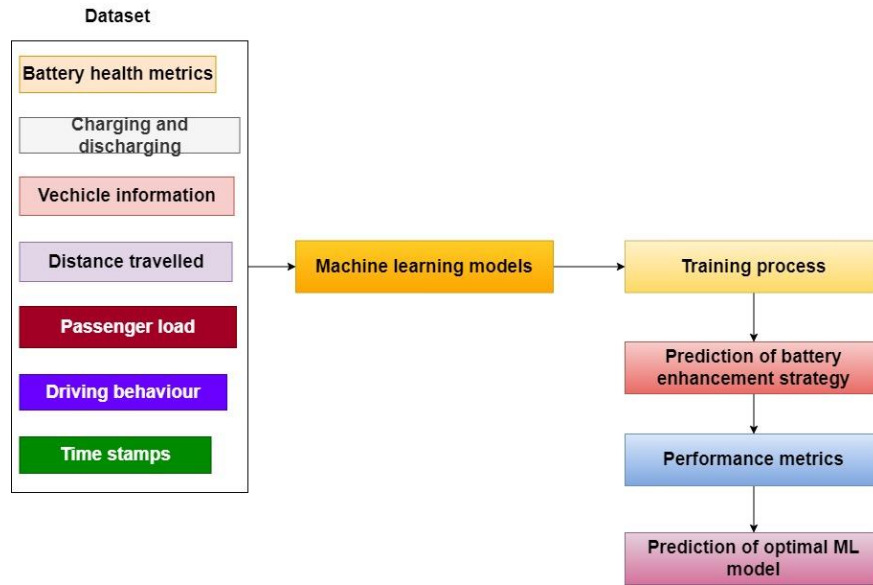 Dataset
Battery health metrics
Charging and
discharging
Vechicle information
Distance travelled
Passenger load
Driving behaviour
Time stamps
Machine learning models
Training process
Prediction of battery
enhancement strategy
Performance metrics
Prediction of optimal ML
model